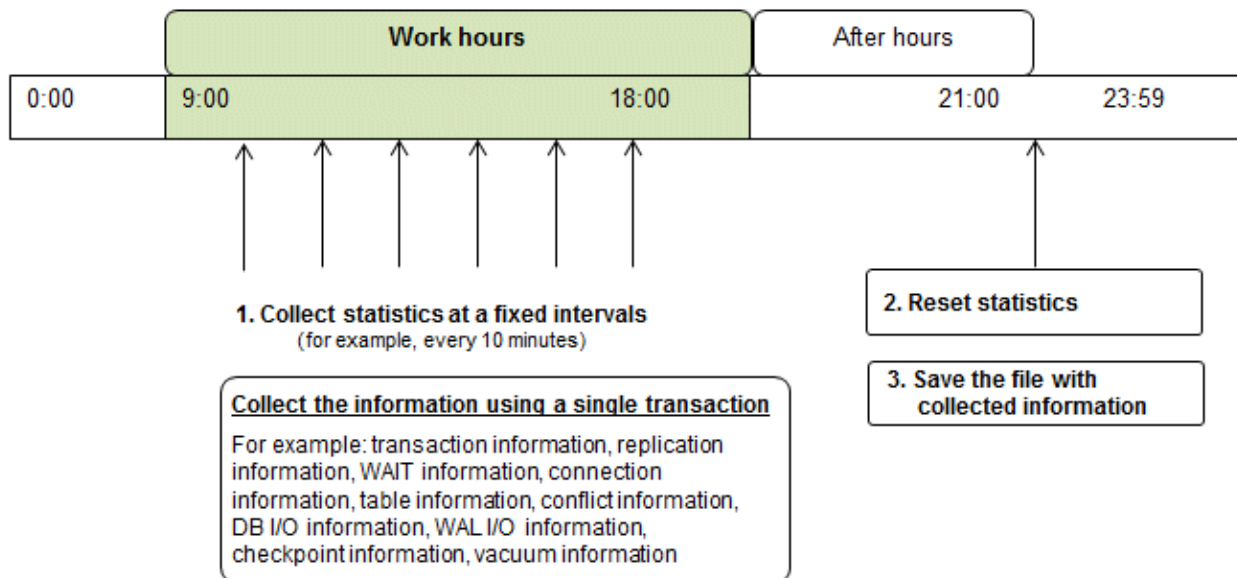 Work hours
After hours
0:00
9:00
18:00
21:00
23:59
1. Collect statistics at a fixed intervals
(for example, every 10 minutes)
2. Reset statistics
3. Save the file with
collected information
Collect the information using a single transaction
For example: transaction information, replication
information, WAIT information, connection
information, table information, conflict information,
DB I/O information, WAL I/O information,
checkpoint information, vacuum information